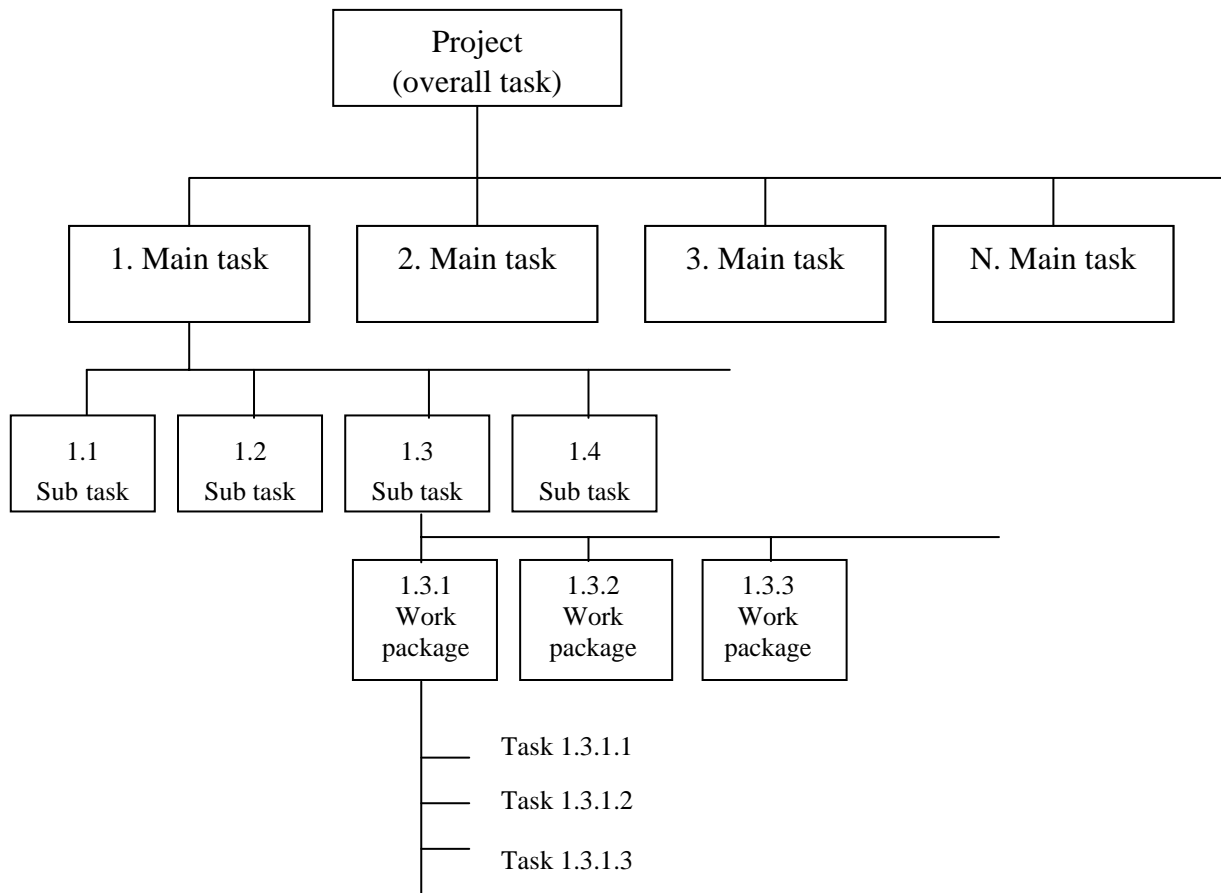 Project
(overall task)
1. Main task
2. Main task
3. Main task
N. Main task
1.1
Sub task
1.2
Sub task
1.3
Sub task
1.4
Sub task
1.3.1
Work
package
1.3.2
Work
package
1.3.3
Work
package
Task 1.3.1.1
Task 1.3.1.2
Task 1.3.1.3